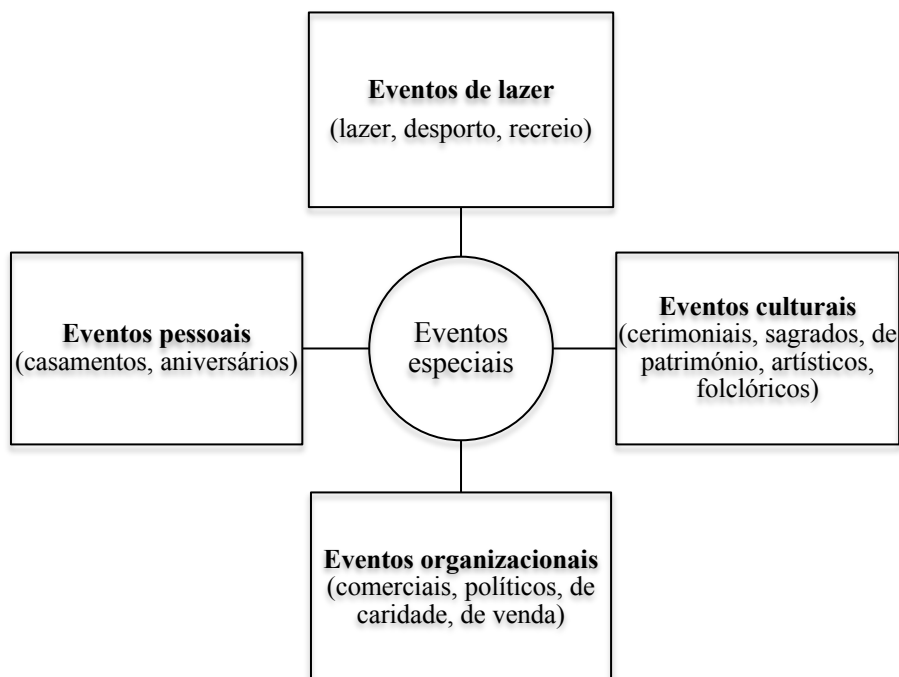 Eventos de lazer
(lazer, desporto, recreio)
Eventos pessoais
(casamentos, aniversários)
Eventos
especiais
Eventos culturais
(cerimoniais, sagrados, de
património, artísticos,
folclóricos)
Eventos organizacionais
(comerciais, políticos, de
caridade, de venda)